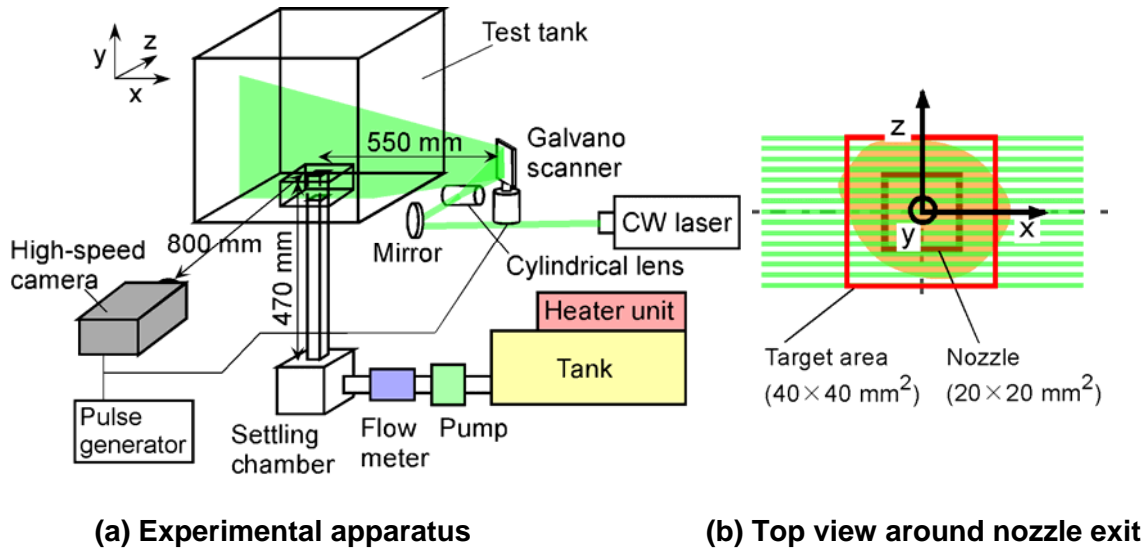 Test tank
y
z
x
550 mm
Galvano
scanner
CW laser
Mirror
Cylindrical lens
800 mm
High-speed
camera
470 mm
Heater unit
Tank
Pulse
generator
Settling
chamber
Flow
meter
Pump
z
x
y
Target area
(40×40 mm²)
Nozzle
(20×20 mm²)
(a) Experimental apparatus
(b) Top view around nozzle exit